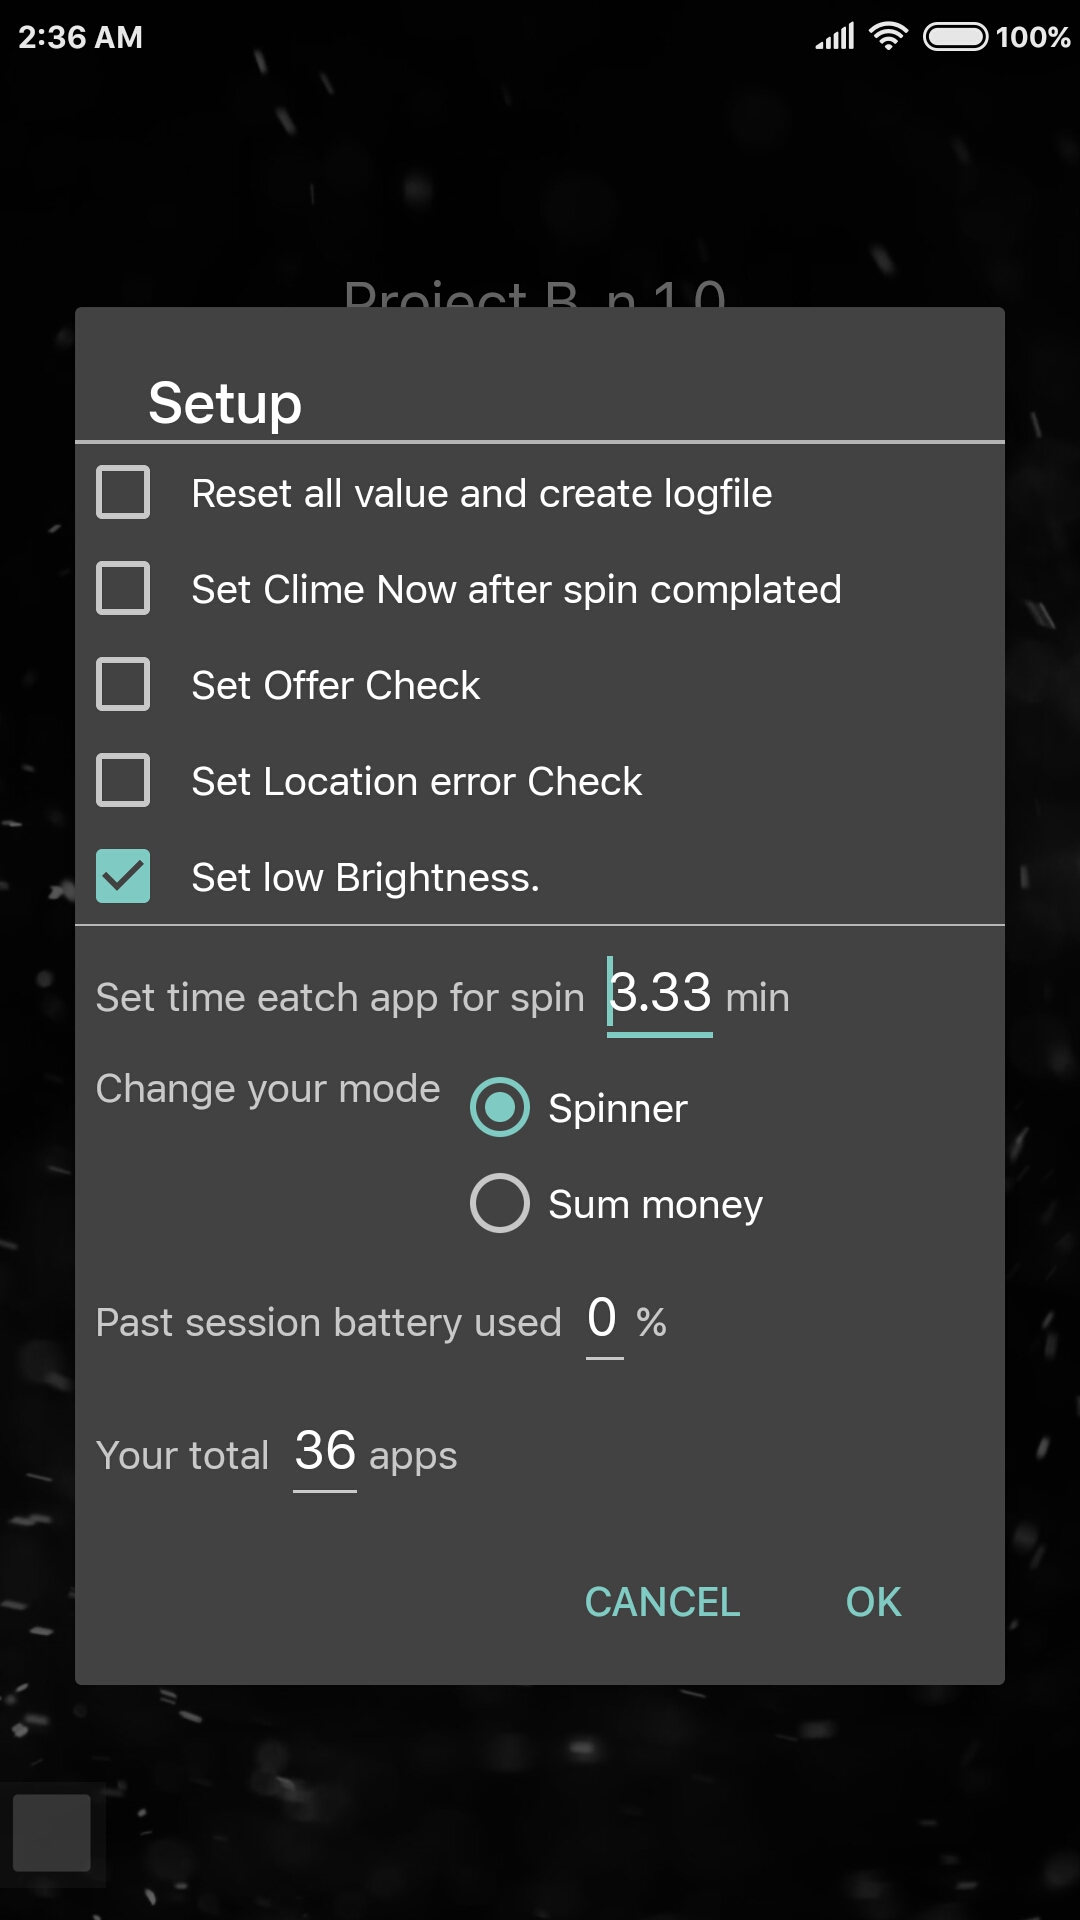 2:36 AM 100%
Project B_n 1.0
Setup
Reset all value and create logfile
Set Clime Now after spin complated
Set Offer Check
Set Location error Check
Set low Brightness.
Set time eatch app for spin 3.33 min
Change your mode Spinner
Sum money
Past session battery used 0 %
Your total 36 apps
CANCEL OK